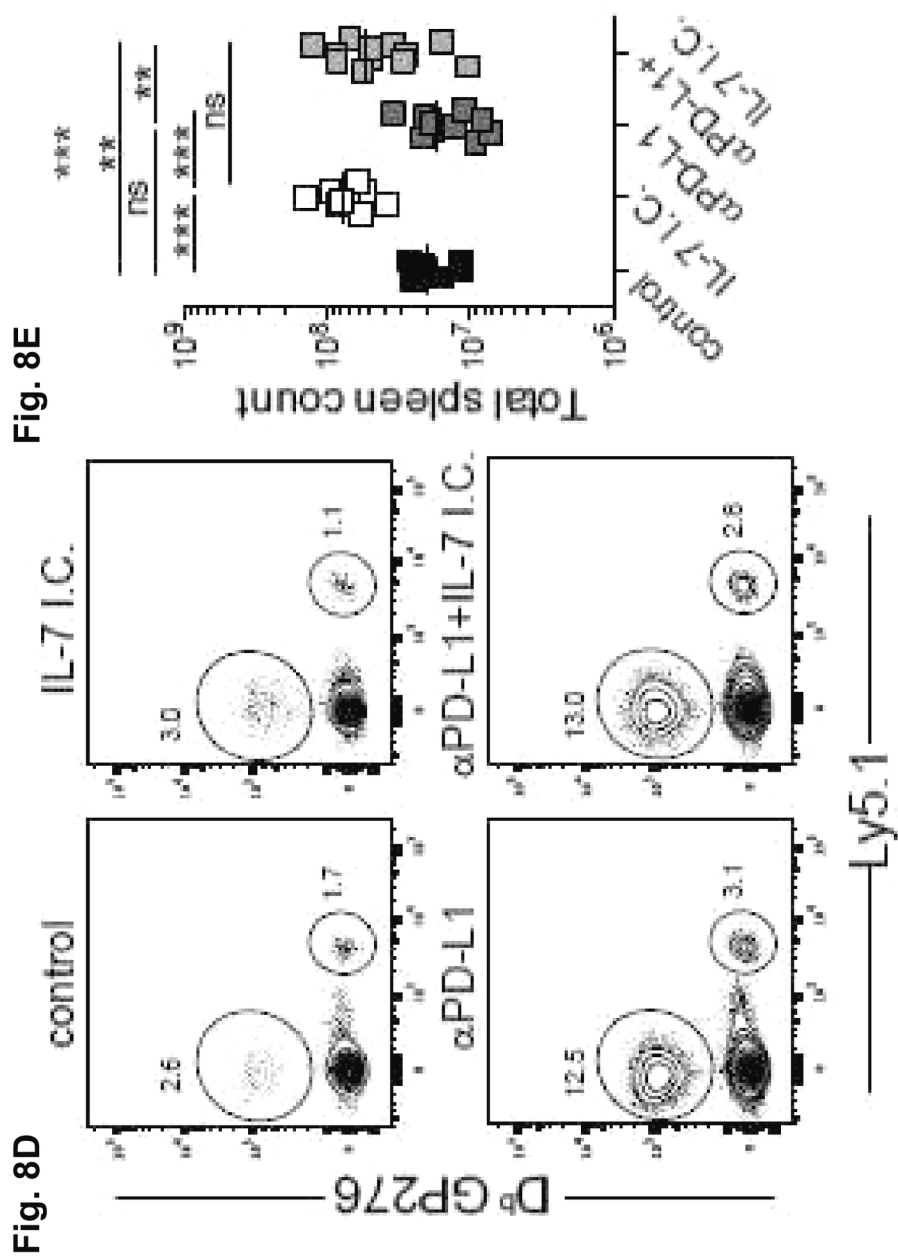 Fig. 8D
control
IL-7 I.C.
2.6
1.7
3.0
1.1
αPD-L1
αPD-L1+IL-7 I.C.
12.5
3.1
13.0
2.8
Dᵇ GP276
Ly5.1
Fig. 8E
***
**
ns
**
*** ***
ns
Total spleen count
10⁹
10⁸
10⁷
10⁶
control
IL-7 I.C.
αPD-L1
αPD-L1+
IL-7 I.C.